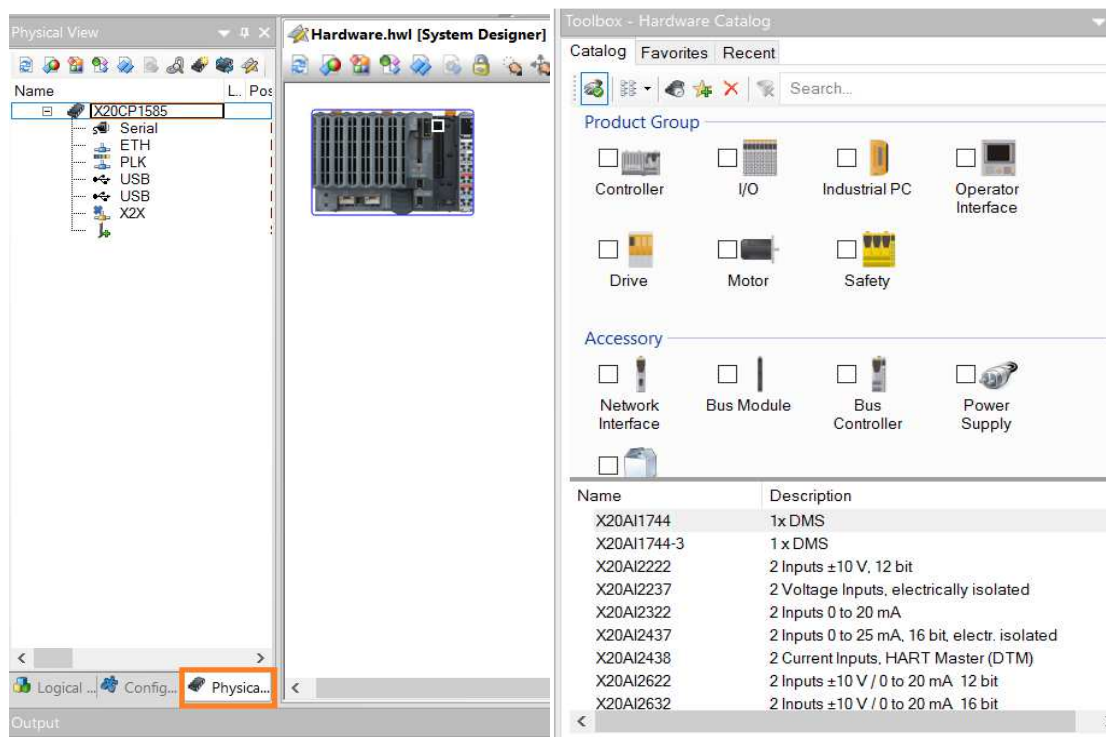 Physical View
Name L.. Pos
X20CP1585
Serial
ETH
PLK
USB
USB
X2X
Logical ... Config... Physica...
Output
Hardware.hwl [System Designer]
Toolbox - Hardware Catalog
Catalog Favorites Recent
Search...
Product Group
Controller I/O Industrial PC Operator
Interface
Drive Motor Safety
Accessory
Network Bus Module Bus Power
Interface Controller Supply
Name Description
X20AI1744 1x DMS
X20AI1744-3 1 x DMS
X20AI2222 2 Inputs ±10 V, 12 bit
X20AI2237 2 Voltage Inputs, electrically isolated
X20AI2322 2 Inputs 0 to 20 mA
X20AI2437 2 Inputs 0 to 25 mA, 16 bit, electr. isolated
X20AI2438 2 Current Inputs, HART Master (DTM)
X20AI2622 2 Inputs ±10 V / 0 to 20 mA 12 bit
X20AI2632 2 Inputs ±10 V / 0 to 20 mA 16 bit